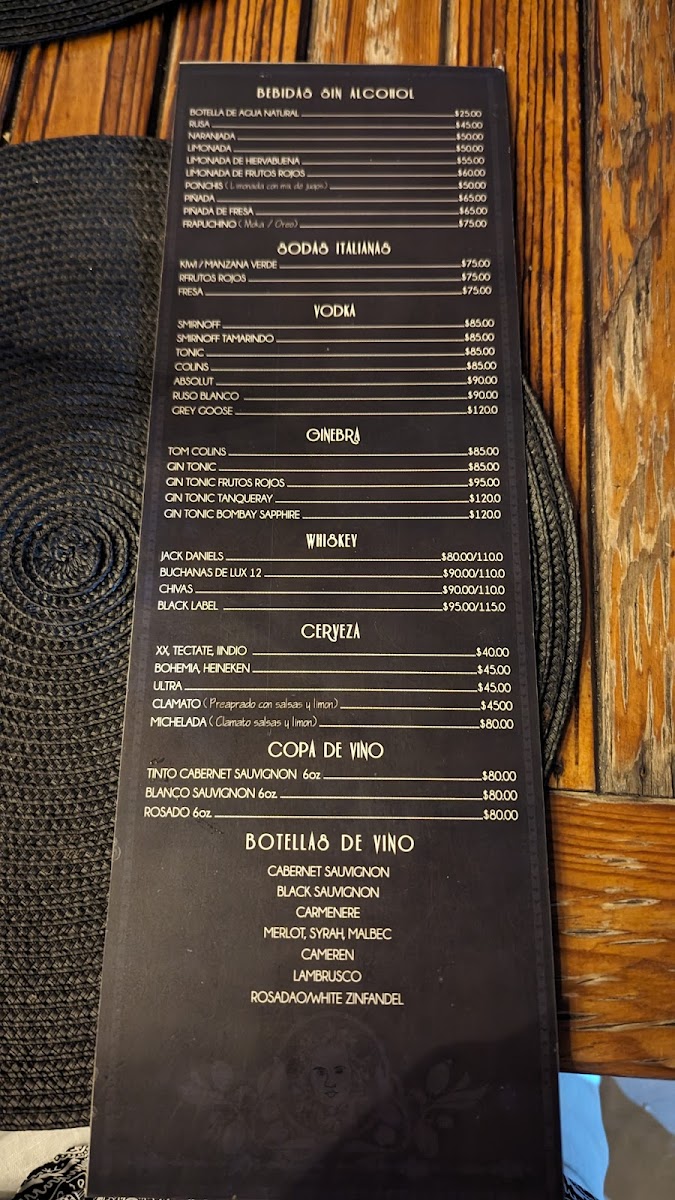 BEBIDAS SIN ALCOHOL
BOTELLA DE AGUA NATURAL $25.00
RUSA $45.00
NARANJADA $50.00
LIMONADA $50.00
LIMONADA DE HIERVABUENA $55.00
LIMONADA DE FRUTOS ROJOS $60.00
PONCHIS (Limonada con mix de jugos) $50.00
PIÑADA $65.00
PIÑADA DE FRESA $65.00
FRAPUCHINO (Moka / Oreo) $75.00
SODAS ITALIANAS
KIWI / MANZANA VERDE $75.00
RFRUTOS ROJOS $75.00
FRESA $75.00
VODKA
SMIRNOFF $85.00
SMIRNOFF TAMARINDO $85.00
TONIC $85.00
COLINS $85.00
ABSOLUT $90.00
RUSO BLANCO $90.00
GREY GOOSE $120.0
GINEBRA
TOM COLINS $85.00
GIN TONIC $85.00
GIN TONIC FRUTOS ROJOS $95.00
GIN TONIC TANQUERAY $120.0
GIN TONIC BOMBAY SAPPHIRE $120.0
WHISKEY
JACK DANIELS $80.00/110.0
BUCHANAS DE LUX 12 $90.00/110.0
CHIVAS $90.00/110.0
BLACK LABEL $95.00/115.0
CERVEZA
XX, TECTATE, IINDIO $40.00
BOHEMIA, HEINEKEN $45.00
ULTRA $45.00
CLAMATO (Preaprado con salsas y limon) $4500
MICHELADA (Clamato salsas y limon) $80.00
COPA DE VINO
TINTO CABERNET SAUVIGNON 6oz $80.00
BLANÇO SAUVIGNON 6oz. $80.00
ROSADO 6oz $80.00
BOTELLAS DE VINO
CABERNET SAUVIGNON
BLACK SAUVIGNON
CARMENERE
MERLOT, SYRAH, MALBEC
CAMEREN
LAMBRUSCO
ROSADAO/WHITE ZINFANDEL